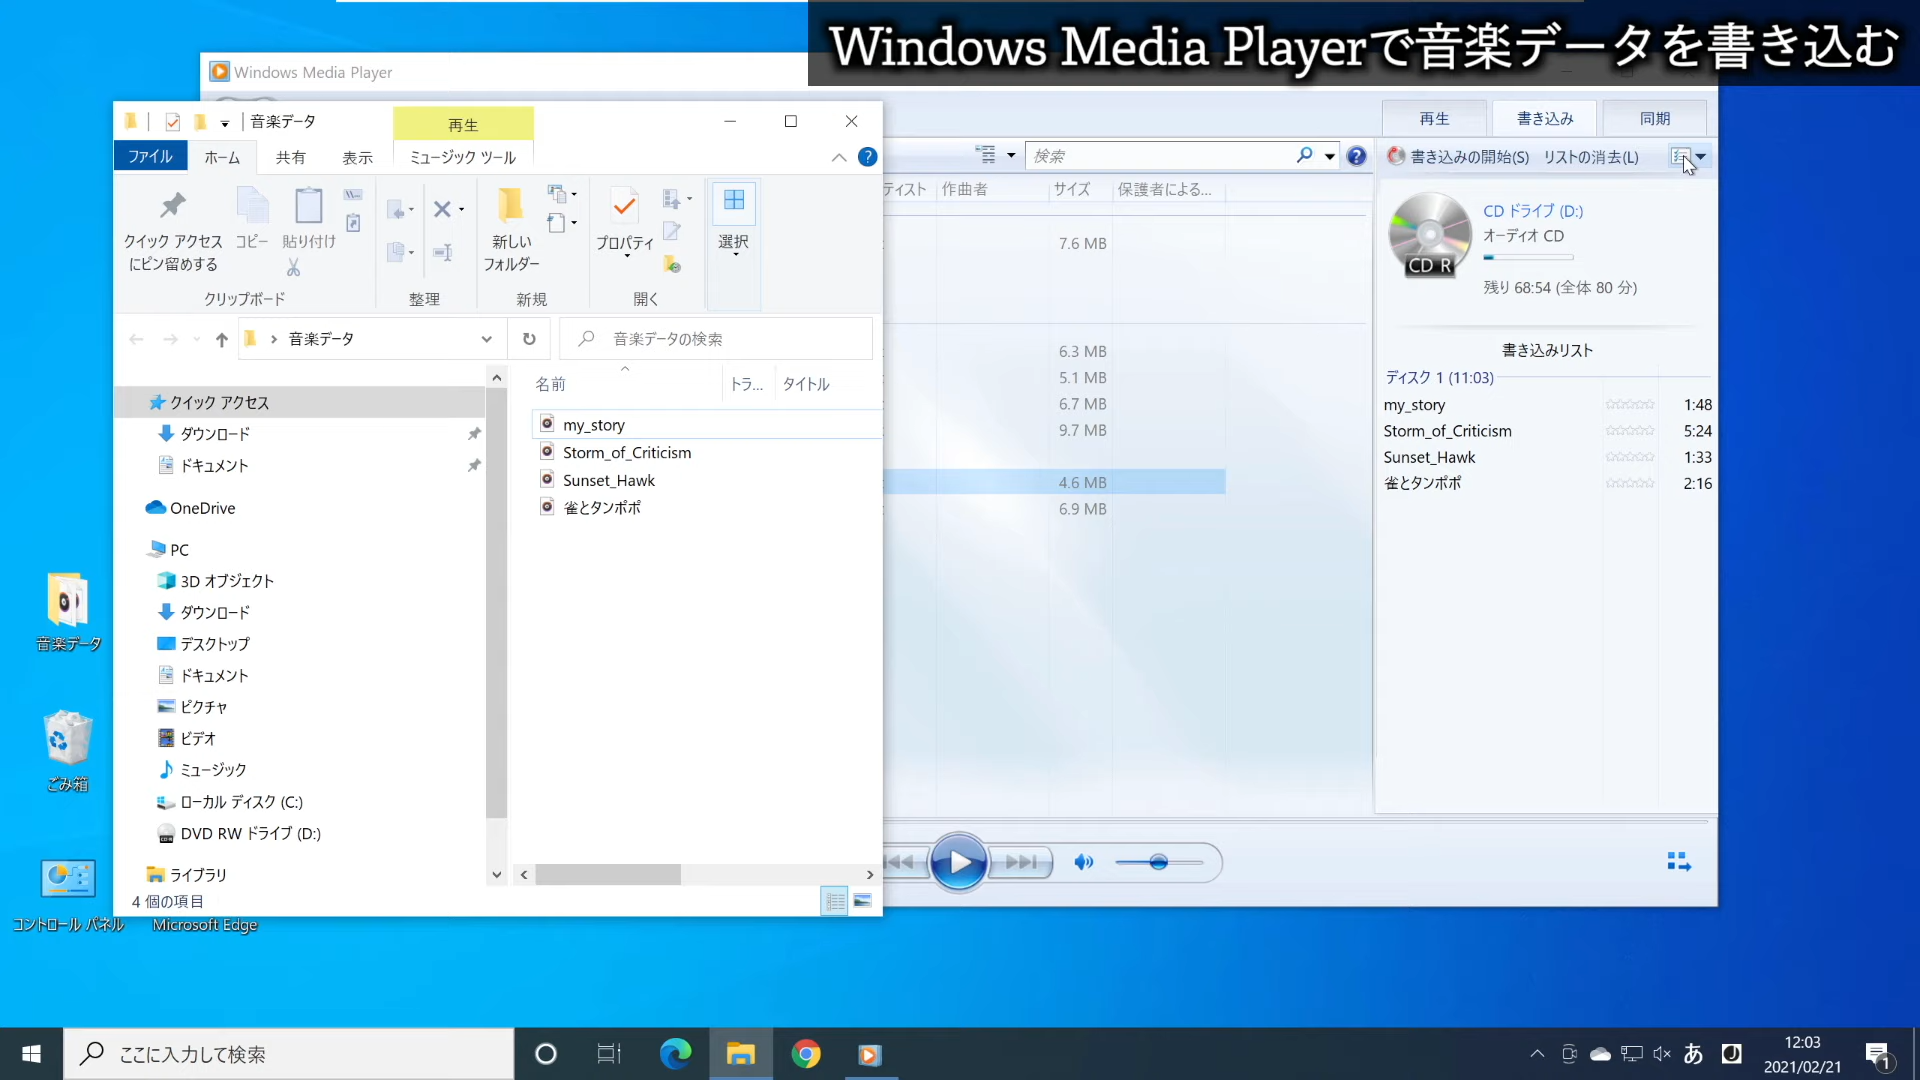 Windows Media Playerで音楽データを書き込む
Windows Media Player
音楽データ
再生
ファイル
ホーム
共有
表示
ミュージック ツール
クイック アクセス
にピン留めする
コピー
貼り付け
新しい
フォルダー
プロパティ
選択
クリップボード
整理
新規
開く
音楽データ
音楽データの検索
クイック アクセス
ダウンロード
ドキュメント
OneDrive
PC
3D オブジェクト
ダウンロード
デスクトップ
ドキュメント
ピクチャ
ビデオ
ミュージック
ローカル ディスク (C:)
DVD RW ドライブ (D:)
ライブラリ
4 個の項目
名前
トラ...
タイトル
my_story
Storm_of_Criticism
Sunset_Hawk
雀とタンポポ
再生
書き込み
同期
検索
書き込みの開始(S)
リストの消去(L)
ティスト
作曲者
サイズ
保護者による...
7.6 MB
6.3 MB
5.1 MB
6.7 MB
9.7 MB
4.6 MB
6.9 MB
CD R
CD ドライブ (D:)
オーディオ CD
残り 68:54 (全体 80 分)
書き込みリスト
ディスク 1 (11:03)
my_story 1:48
Storm_of_Criticism 5:24
Sunset_Hawk 1:33
雀とタンポポ 2:16
音楽データ
ごみ箱
コントロール パネル
Microsoft Edge
ここに入力して検索
あ
J
12:03
2021/02/21
1